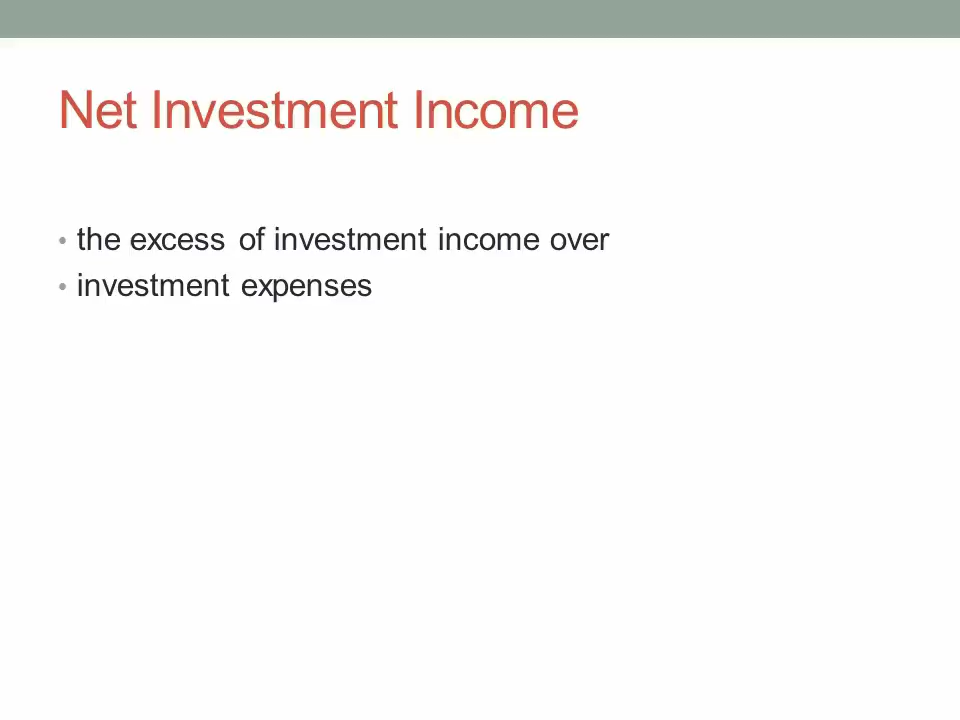 Net Investment Income
• the excess of investment income over
• investment expenses